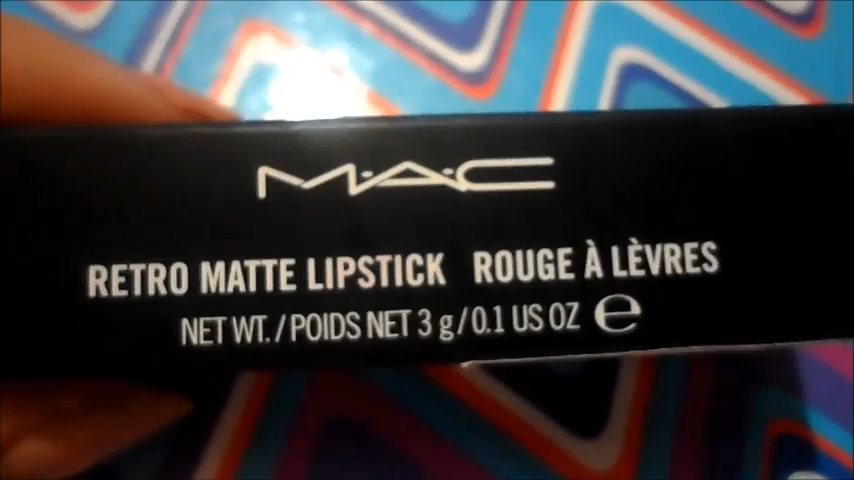 M·A·C
RETRO MATTE LIPSTICK ROUGE À LÈVRES
NET WT./POIDS NET 3 g/0.1 US OZ ℮